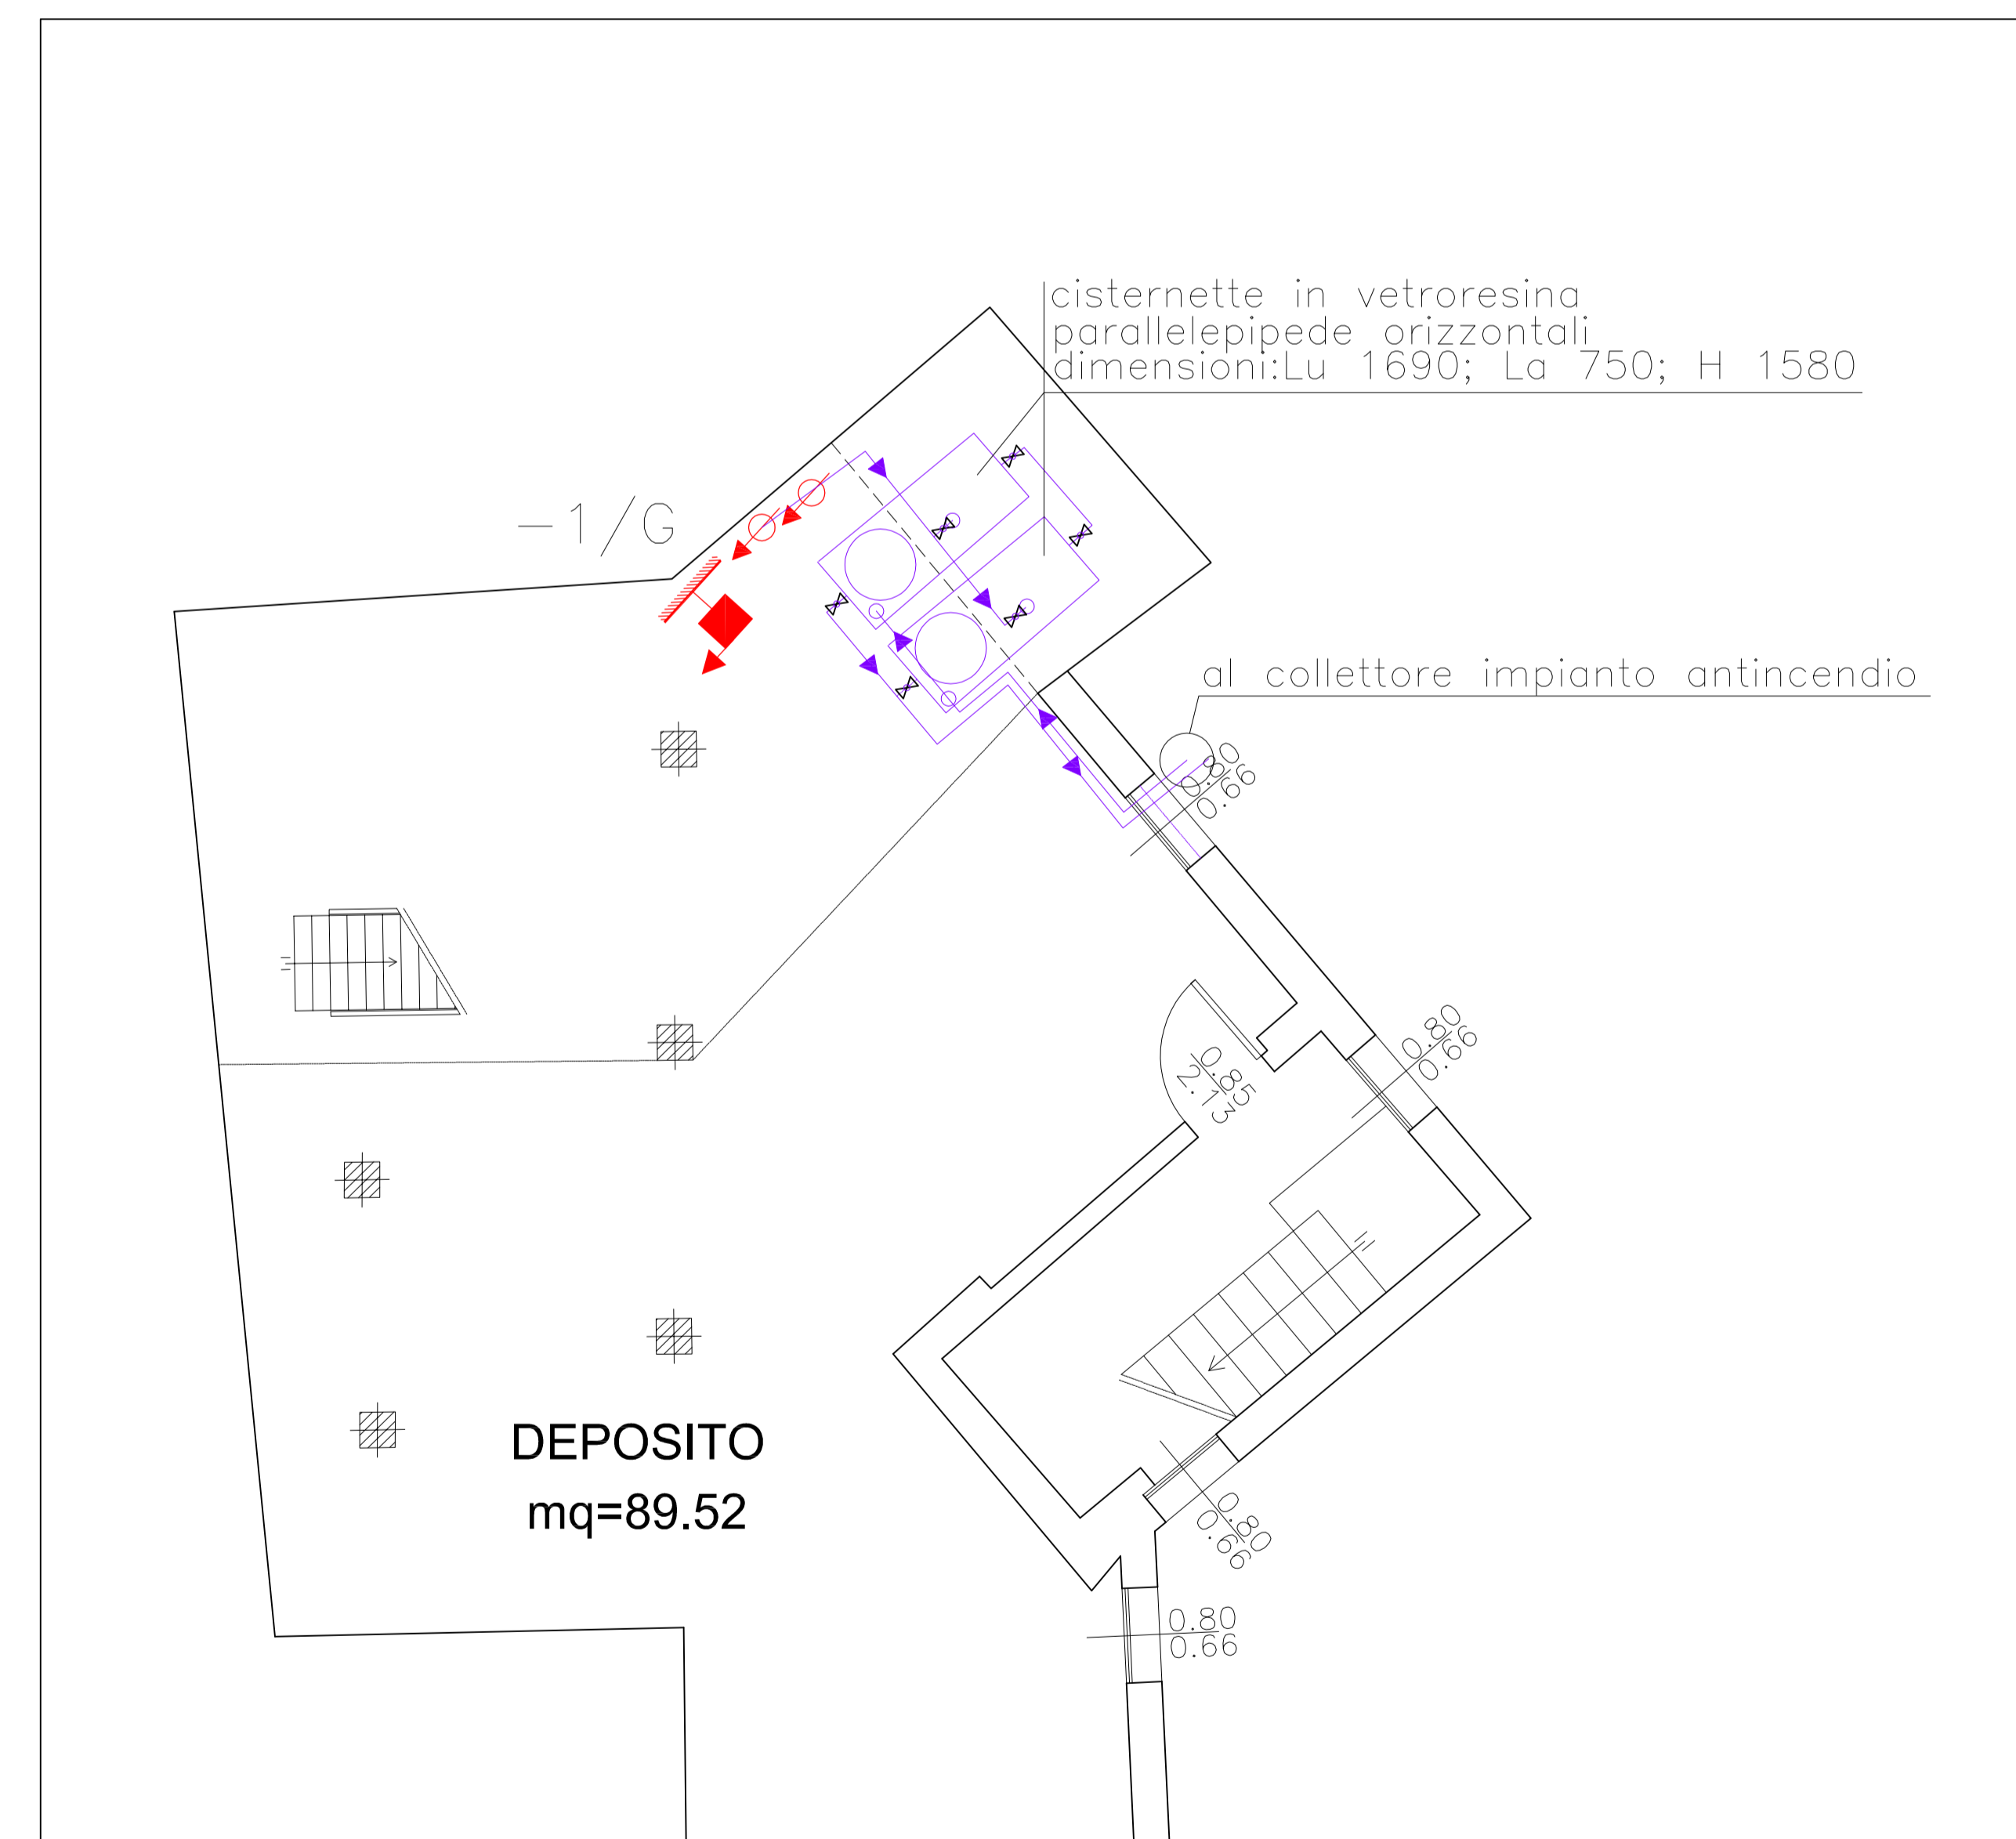 cisternette in vetroresina
parallelepipede orizzontali
dimensioni:Lu 1690; La 750; H 1580
−1/G
al collettore impianto antincendio
0.80
0.66
0.80
0.66
0.85
2.13
DEPOSITO
mq=89.52
0.80
0.66
0.80
0.66